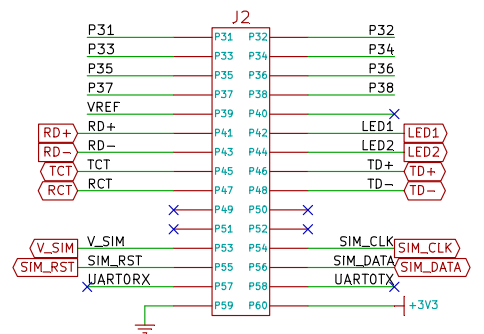 J2
P31 P31 P32 P32
P33 P33 P34 P34
P35 P35 P36 P36
P37 P37 P38 P38
VREF P39 P40
RD+ RD+ P41 P42 LED1 LED1
RD- RD- P43 P44 LED2 LED2
TCT TCT P45 P46 TD+ TD+
RCT RCT P47 P48 TD- TD-
P49 P50
P51 P52
V_SIM V_SIM P53 P54 SIM_CLK SIM_CLK
SIM_RST SIM_RST P55 P56 SIM_DATA SIM_DATA
UART0RX P57 P58 UART0TX
P59 P60 +3V3